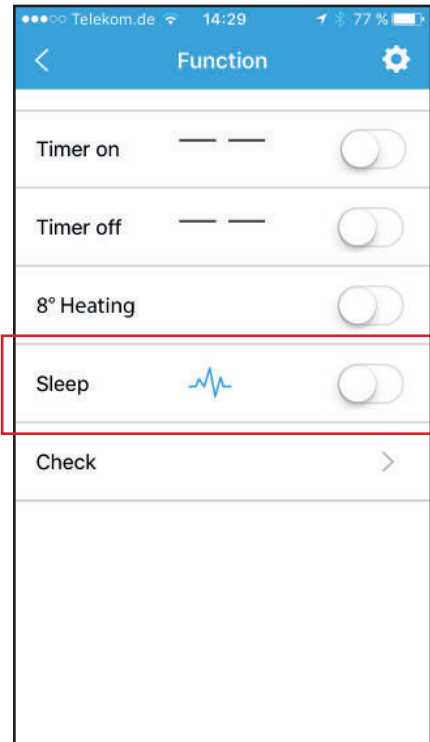 Telekom.de 14:29 77 %
Function
Timer on — —
Timer off — —
8° Heating
Sleep
Check